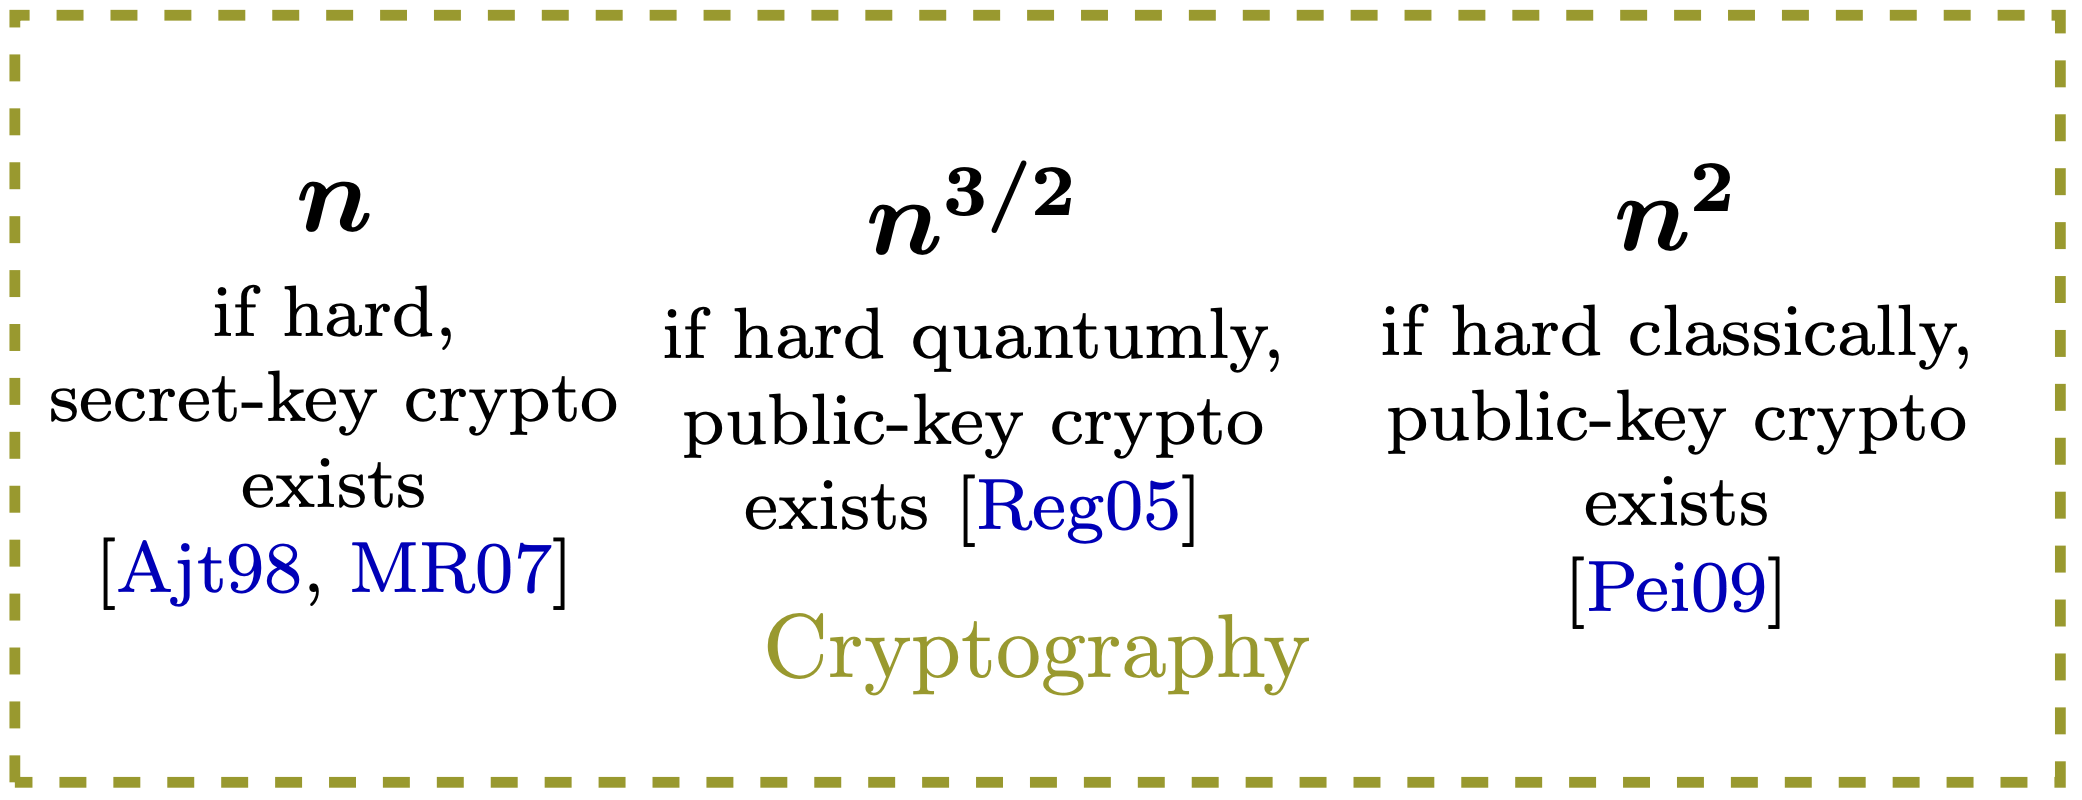 n
if hard,
secret-key crypto
exists
[Ajt98, MR07]
n^{3/2}
if hard quantumly,
public-key crypto
exists [Reg05]
n^2
if hard classically,
public-key crypto
exists
[Pei09]
Cryptography